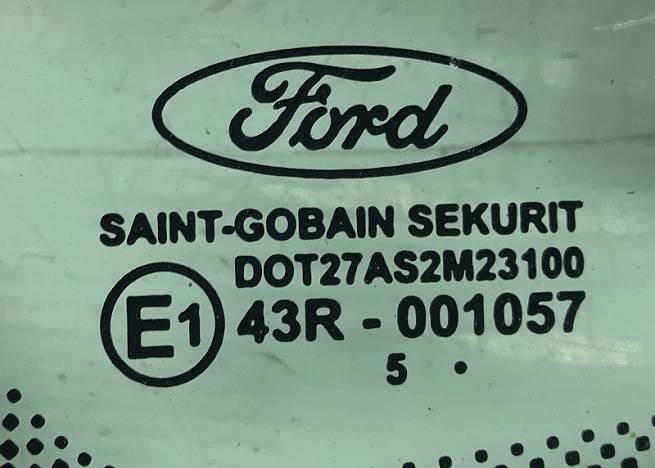 Ford
SAINT-GOBAIN SEKURIT
DOT27AS2M23100
E1 43R - 001057
5 .